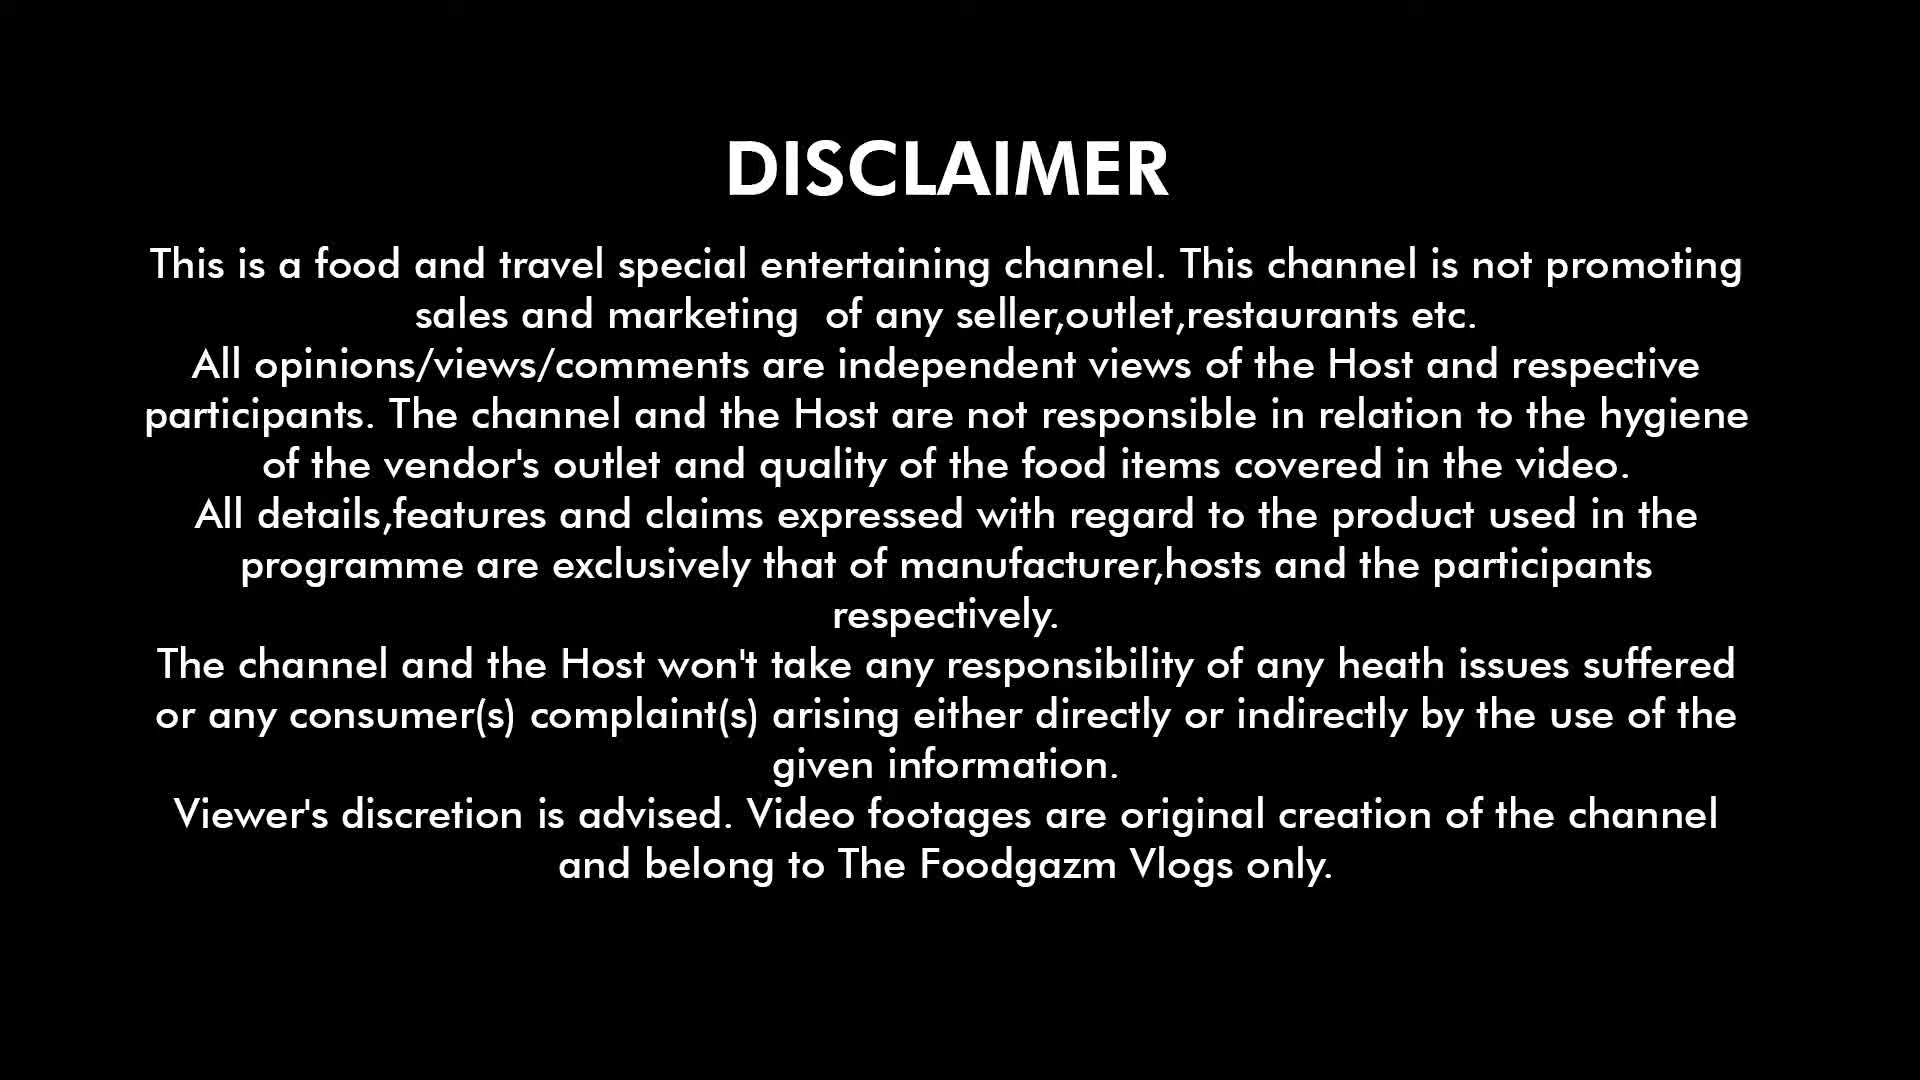 DISCLAIMER
This is a food and travel special entertaining channel. This channel is not promoting
sales and marketing  of any seller,outlet,restaurants etc.
All opinions/views/comments are independent views of the Host and respective
participants. The channel and the Host are not responsible in relation to the hygiene
of the vendor's outlet and quality of the food items covered in the video.
All details,features and claims expressed with regard to the product used in the
programme are exclusively that of manufacturer,hosts and the participants
respectively.
The channel and the Host won't take any responsibility of any heath issues suffered
or any consumer(s) complaint(s) arising either directly or indirectly by the use of the
given information.
Viewer's discretion is advised. Video footages are original creation of the channel
and belong to The Foodgazm Vlogs only.